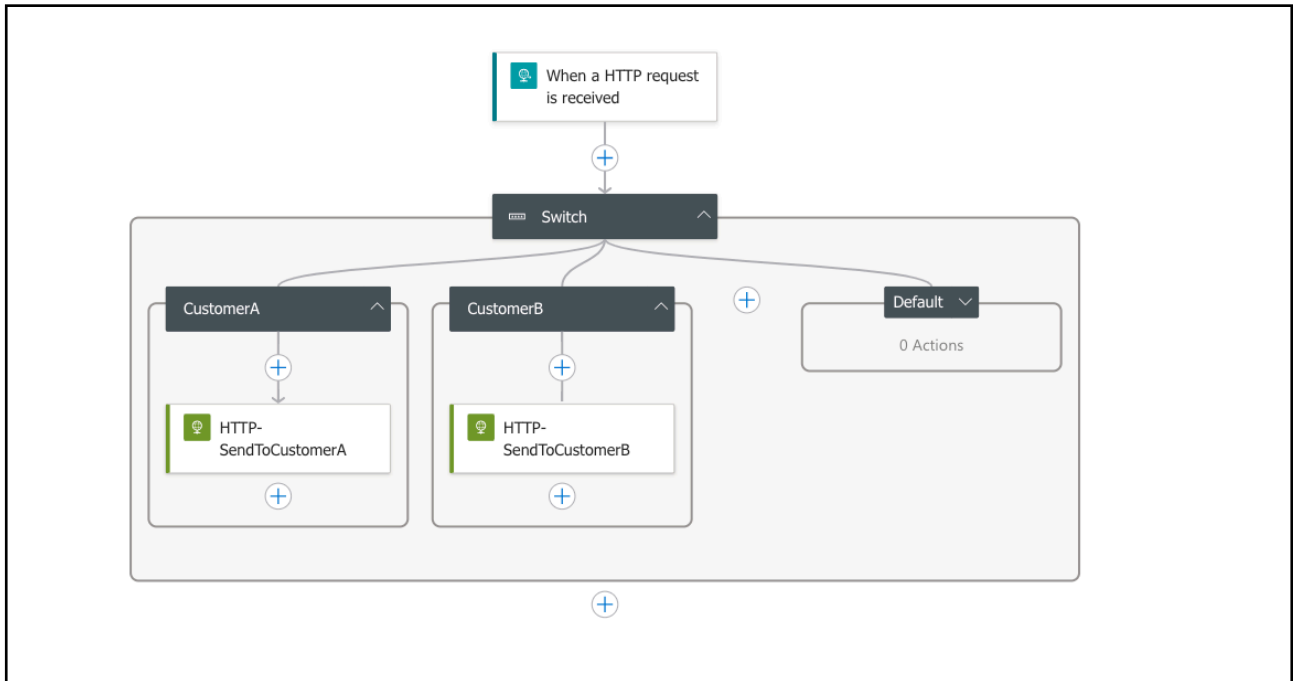 When a HTTP request
is received
Switch
CustomerA
CustomerB
Default
0 Actions
HTTP-
SendToCustomerA
HTTP-
SendToCustomerB